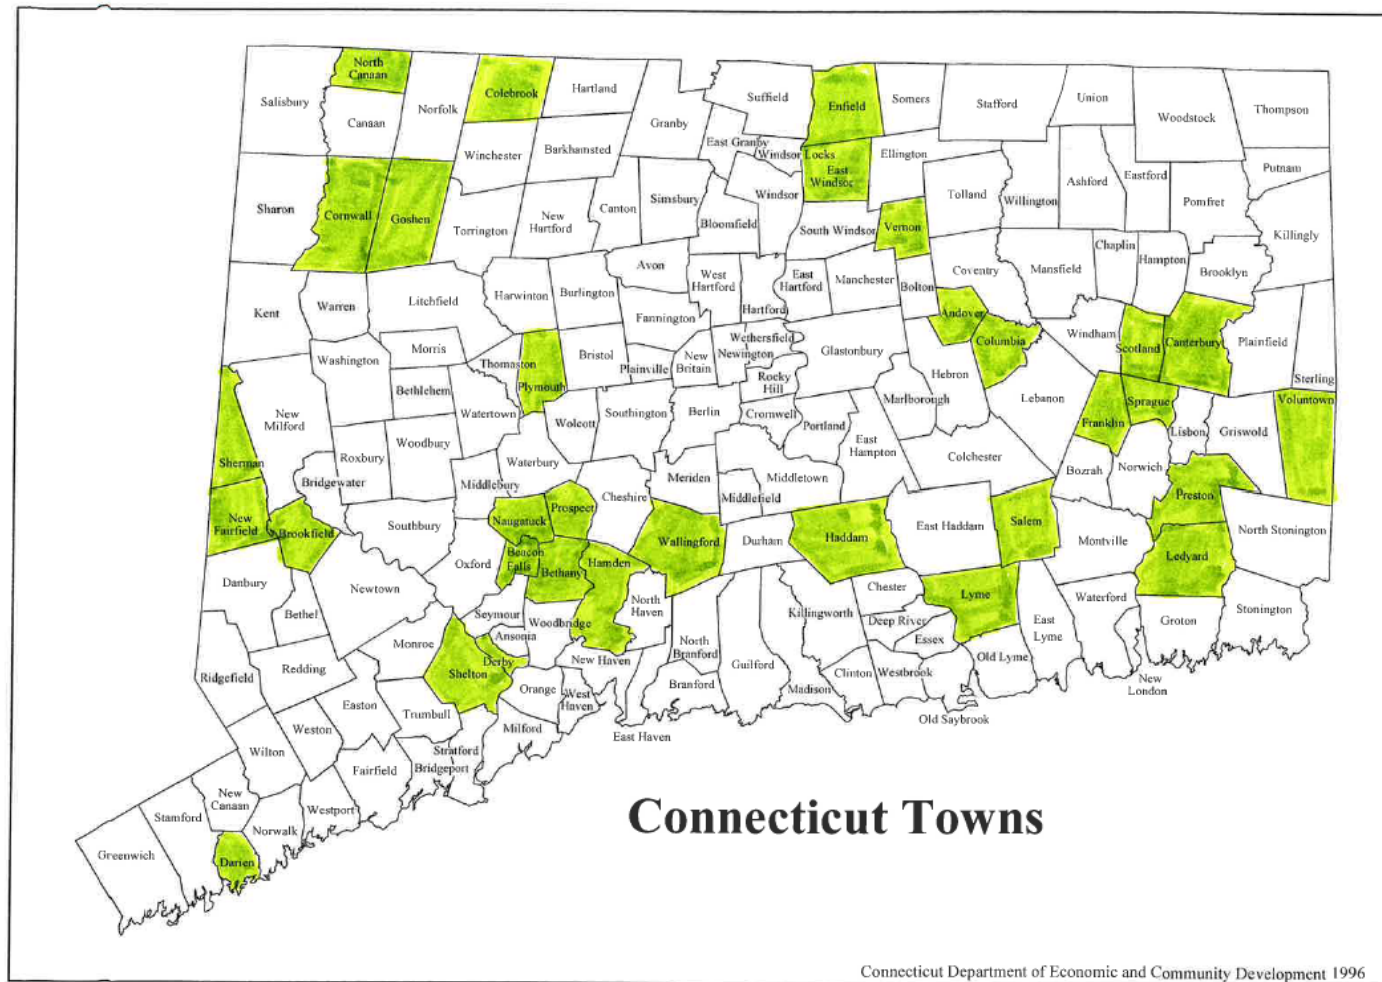 North
Canaan
Colebrook
Hartland
Suffield
Enfield
Somers
Stafford
Union
Woodstock
Thompson
Salisbury
Canaan
Norfolk
Granby
East Granby
Windsor Locks
Winchester
Barkhamsted
East
Windsor
Ellington
Tolland
Willington
Ashford
Eastford
Pomfret
Putnam
Sharon
Cornwall
Goshen
Torrington
New
Hartford
Canton
Simsbury
Bloomfield
Windsor
South Windsor
Vernon
Killingly
Kent
Warren
Litchfield
Harwinton
Burlington
Avon
West
Hartford
Hartford
East
Hartford
Manchester
Bolton
Coventry
Mansfield
Chaplin
Hampton
Brooklyn
Washington
Morris
Bethlehem
Thomaston
Plymouth
Bristol
Farmington
Plainville
New
Britain
Newington
Wethersfield
Rocky
Hill
Glastonbury
Andover
Columbia
Hebron
Windham
Scotland
Canterbury
Plainfield
Sterling
New
Milford
Woodbury
Watertown
Wolcott
Southington
Berlin
Cromwell
Portland
East
Hampton
Marlborough
Lebanon
Franklin
Sprague
Lisbon
Griswold
Voluntown
Sherman
Roxbury
Bridgewater
Waterbury
Middlebury
Meriden
Middlefield
Middletown
Colchester
Bozrah
Norwich
Preston
New
Fairfield
Brookfield
Southbury
Naugatuck
Prospect
Cheshire
Wallingford
Durham
Haddam
East Haddam
Salem
Montville
Ledyard
North Stonington
Danbury
Bethel
Newtown
Oxford
Beacon
Falls
Bethany
Hamden
North
Haven
Killingworth
Chester
Deep River
Essex
Lyme
East
Lyme
Waterford
Groton
Stonington
Seymour
Ansonia
Woodbridge
Derby
Shelton
Monroe
New Haven
North
Branford
Guilford
Madison
Clinton
Westbrook
Old Lyme
New
London
Old Saybrook
Ridgefield
Redding
Easton
Trumbull
Orange
West
Haven
Branford
East Haven
Milford
Stratford
Bridgeport
Weston
Wilton
Fairfield
Westport
New
Canaan
Norwalk
Stamford
Darien
Greenwich
Connecticut Towns
Connecticut Department of Economic and Community Development 1996